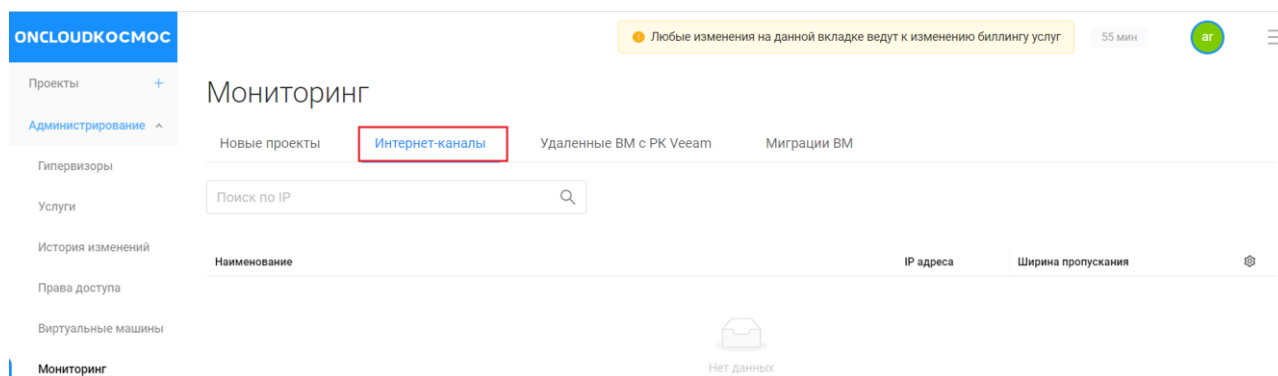 ONCLOUDКОСМОС
Любые изменения на данной вкладке ведут к изменению биллингу услуг
55 мин
ar
Проекты +
Администрирование
Гипервизоры
Услуги
История изменений
Права доступа
Виртуальные машины
Мониторинг
Мониторинг
Новые проекты Интернет-каналы Удаленные ВМ с РК Veeam Миграции ВМ
Поиск по IP
Наименование IP адреса Ширина пропускания
Нет данных